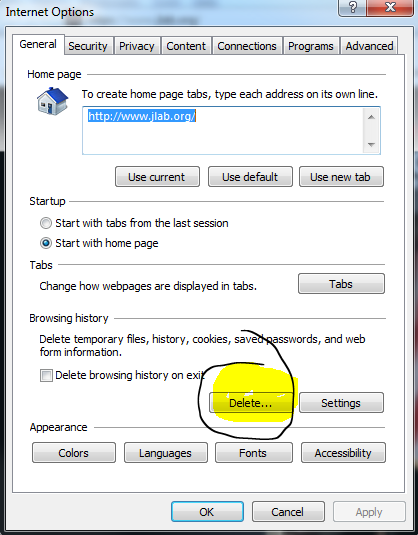 Internet Options
General Security Privacy Content Connections Programs Advanced
Home page
To create home page tabs, type each address on its own line.
http://www.jlab.org/
Use current Use default Use new tab
Startup
Start with tabs from the last session
Start with home page
Tabs
Change how webpages are displayed in tabs. Tabs
Browsing history
Delete temporary files, history, cookies, saved passwords, and web
form information.
Delete browsing history on exit
Delete... Settings
Appearance
Colors Languages Fonts Accessibility
OK Cancel Apply